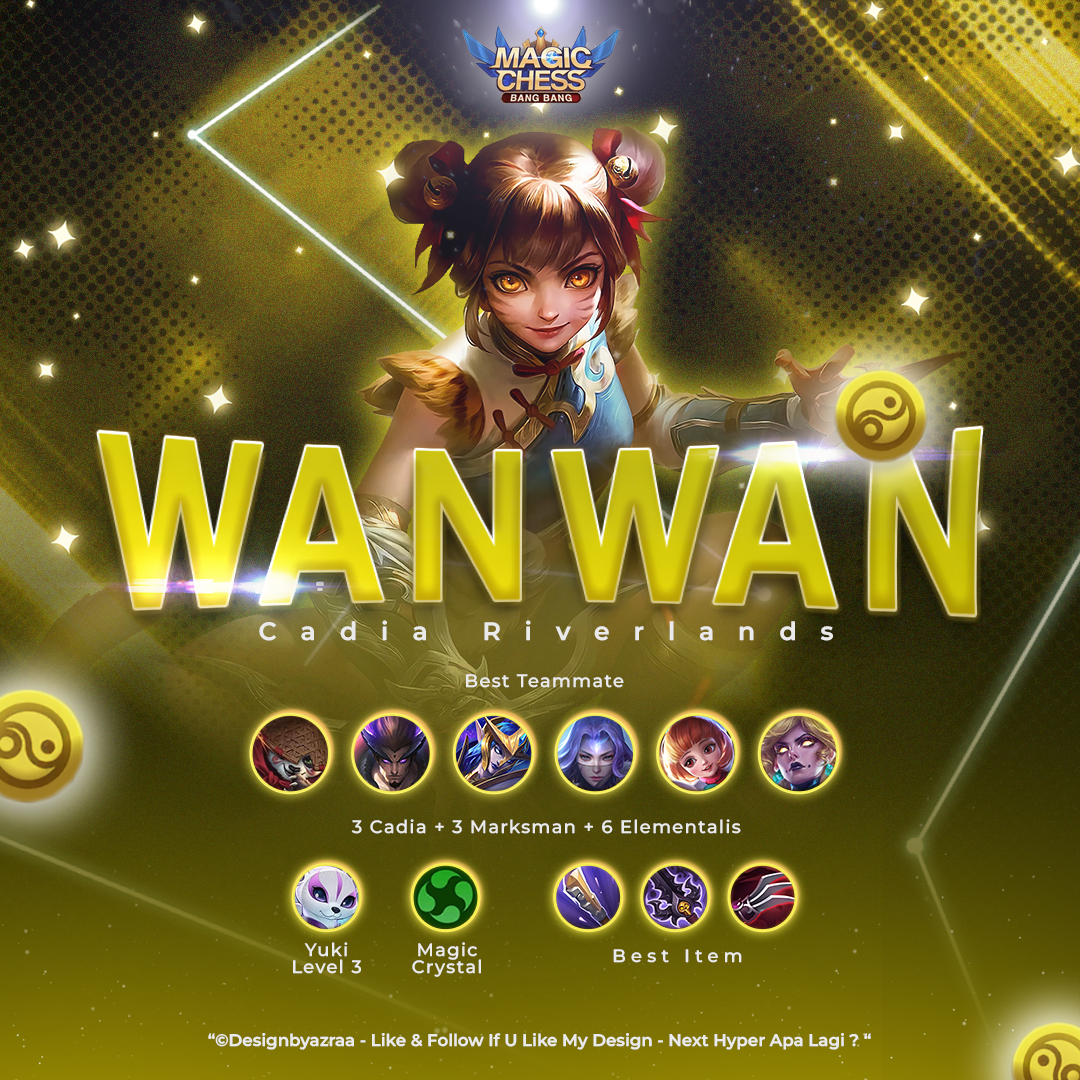 MAGIC
CHESS
BANG BANG
WANWAN
Cadia Riverlands
Best Teammate
3 Cadia + 3 Marksman + 6 Elementalis
Yuki
Level 3
Magic
Crystal
Best Item
“©Designbyazraa - Like & Follow If U Like My Design - Next Hyper Apa Lagi ? “